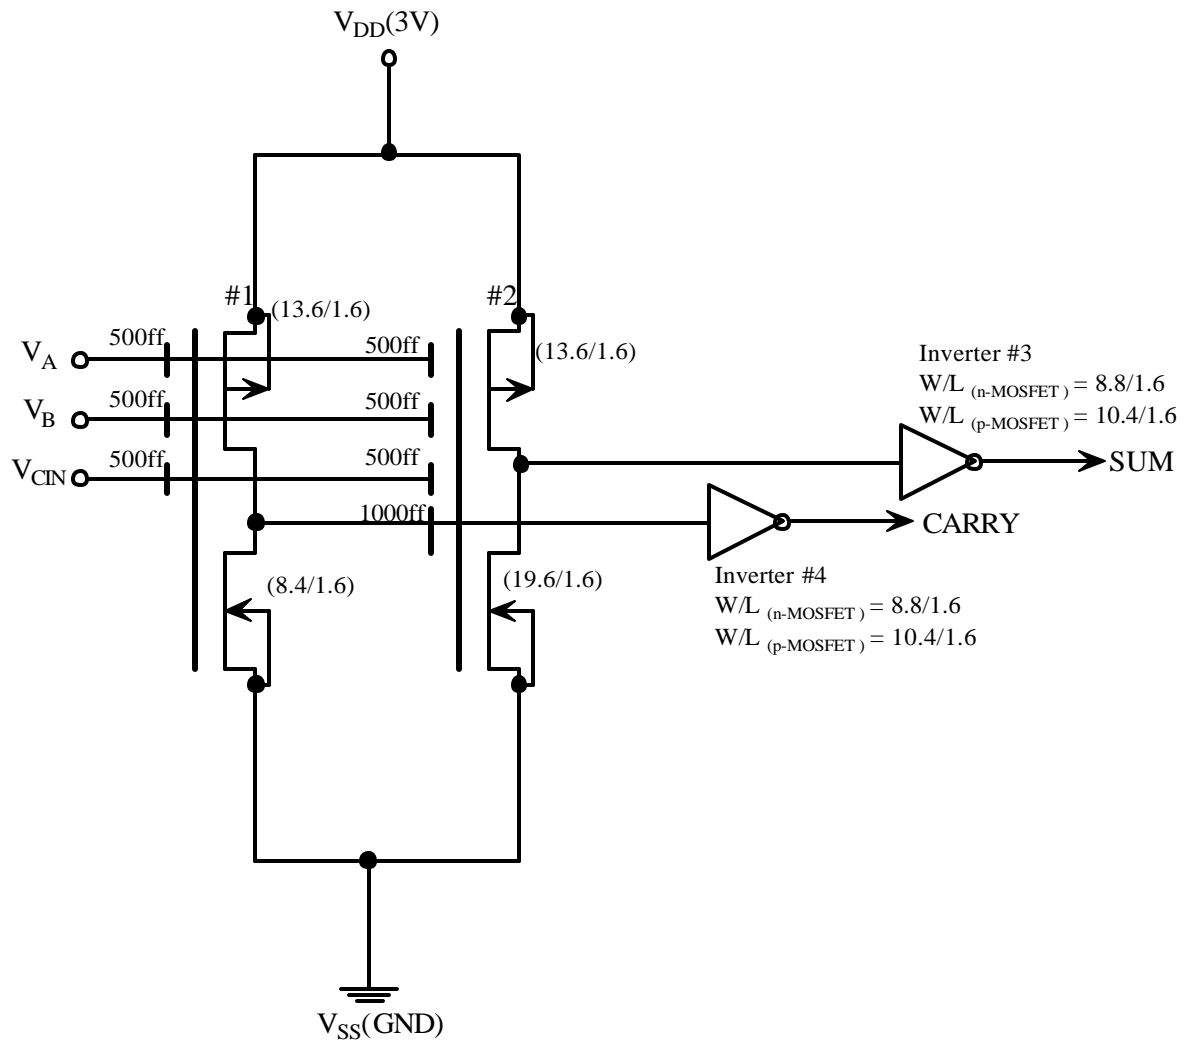 VDD(3V)
#1
(13.6/1.6)
#2
(13.6/1.6)
VA
500ff
500ff
VB
500ff
500ff
VCIN
500ff
500ff
1000ff
Inverter #3
W/L (n-MOSFET ) = 8.8/1.6
W/L (p-MOSFET ) = 10.4/1.6
SUM
CARRY
(8.4/1.6)
(19.6/1.6)
Inverter #4
W/L (n-MOSFET ) = 8.8/1.6
W/L (p-MOSFET ) = 10.4/1.6
VSS(GND)